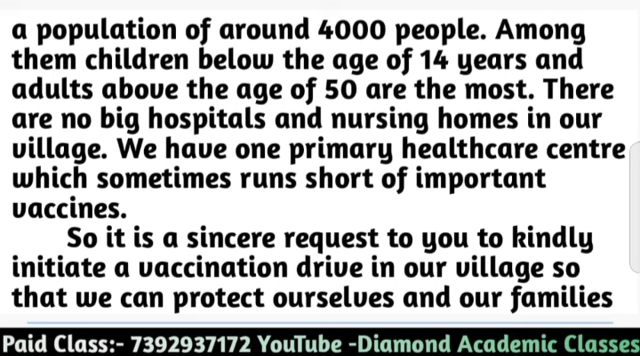 a population of around 4000 people. Among
them children below the age of 14 years and
adults above the age of 50 are the most. There
are no big hospitals and nursing homes in our
village. We have one primary healthcare centre
which sometimes runs short of important
vaccines.
So it is a sincere request to you to kindly
initiate a vaccination drive in our village so
that we can protect ourselves and our families
Paid Class:- 7392937172 YouTube -Diamond Academic Classes